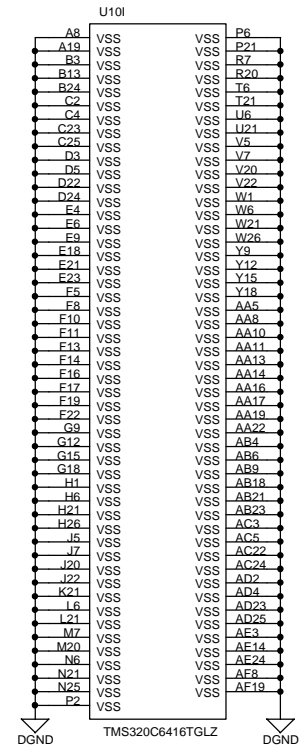 U10I
A8 VSS VSS P6
A19 VSS VSS P21
B3 VSS VSS R7
B13 VSS VSS R20
B24 VSS VSS T6
C2 VSS VSS T21
C4 VSS VSS U6
C23 VSS VSS U21
C25 VSS VSS V5
D3 VSS VSS V7
D5 VSS VSS V20
D22 VSS VSS V22
D24 VSS VSS W1
E4 VSS VSS W6
E6 VSS VSS W21
E9 VSS VSS W26
E18 VSS VSS Y9
E21 VSS VSS Y12
E23 VSS VSS Y15
F5 VSS VSS Y18
F8 VSS VSS AA5
F10 VSS VSS AA8
F11 VSS VSS AA10
F13 VSS VSS AA11
F14 VSS VSS AA13
F16 VSS VSS AA14
F17 VSS VSS AA16
F19 VSS VSS AA17
F22 VSS VSS AA19
G9 VSS VSS AA22
G12 VSS VSS AB4
G15 VSS VSS AB6
G18 VSS VSS AB9
H1 VSS VSS AB18
H6 VSS VSS AB21
H21 VSS VSS AB23
H26 VSS VSS AC3
J5 VSS VSS AC5
J7 VSS VSS AC22
J20 VSS VSS AC24
J22 VSS VSS AD2
K21 VSS VSS AD4
L6 VSS VSS AD23
L21 VSS VSS AD25
M7 VSS VSS AE3
M20 VSS VSS AE14
N6 VSS VSS AE24
N21 VSS VSS AF8
N25 VSS VSS AF19
P2 VSS
TMS320C6416TGLZ
DGND DGND